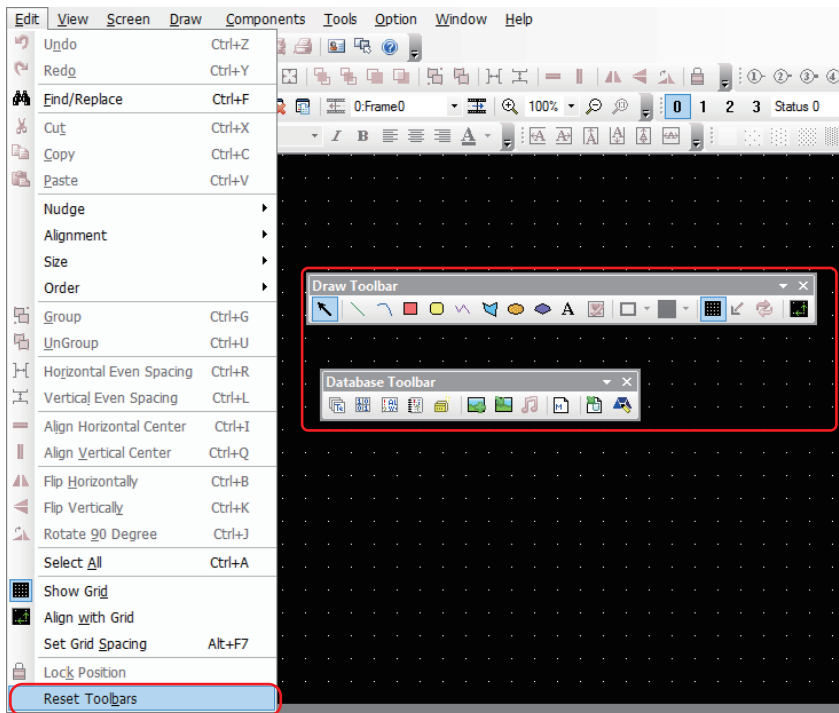 Edit View Screen Draw Components Tools Option Window Help
Undo Ctrl+Z
Redo Ctrl+Y
Find/Replace Ctrl+F
0:Frame0 100% 0 1 2 3 Status 0
Cut Ctrl+X
I B A
Copy Ctrl+C
Paste Ctrl+V
Nudge
Alignment
Size
Order
Draw Toolbar
A
Group Ctrl+G
UnGroup Ctrl+U
Horizontal Even Spacing Ctrl+R
Database Toolbar
Vertical Even Spacing Ctrl+L
Align Horizontal Center Ctrl+I
Align Vertical Center Ctrl+Q
Flip Horizontally Ctrl+B
Flip Vertically Ctrl+K
Rotate 90 Degree Ctrl+J
Select All Ctrl+A
Show Grid
Align with Grid
Set Grid Spacing Alt+F7
Lock Position
Reset Toolbars